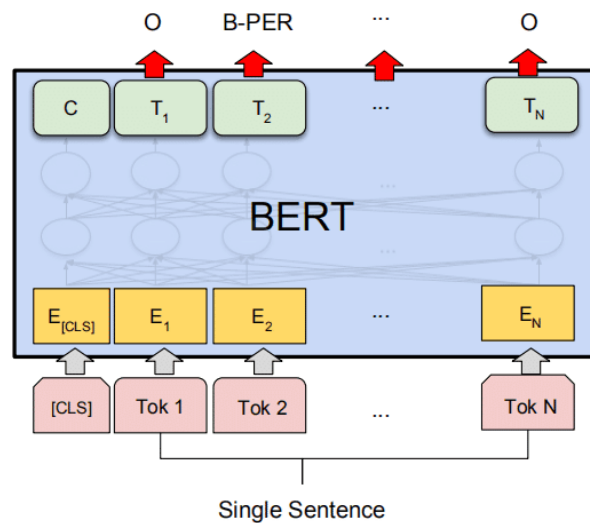 O B-PER ... O
C T1 T2 ... TN
...
BERT
...
E[CLS] E1 E2 ... EN
[CLS] Tok 1 Tok 2 ... Tok N
Single Sentence